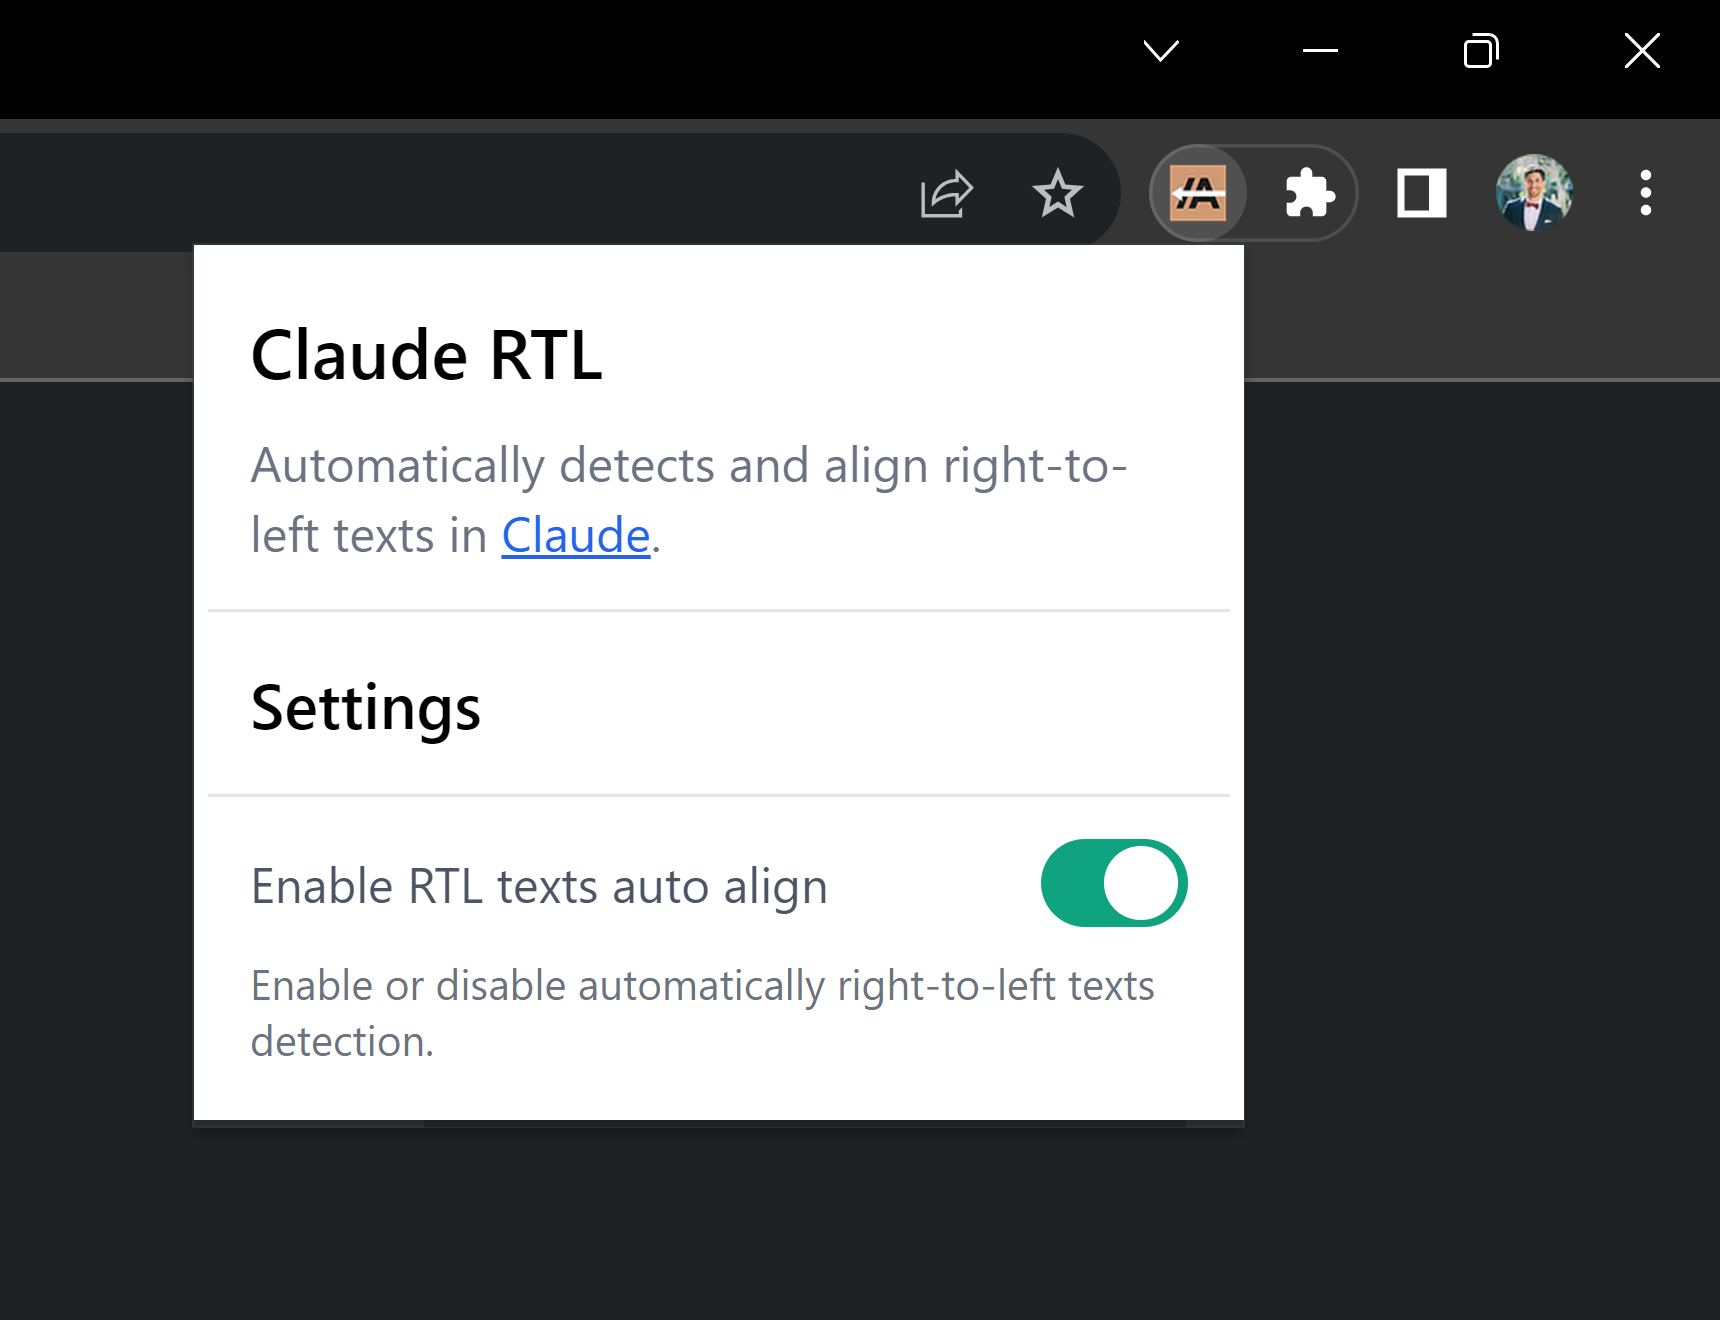 Claude RTL
Automatically detects and align right-to-
left texts in Claude.
Settings
Enable RTL texts auto align
Enable or disable automatically right-to-left texts
detection.